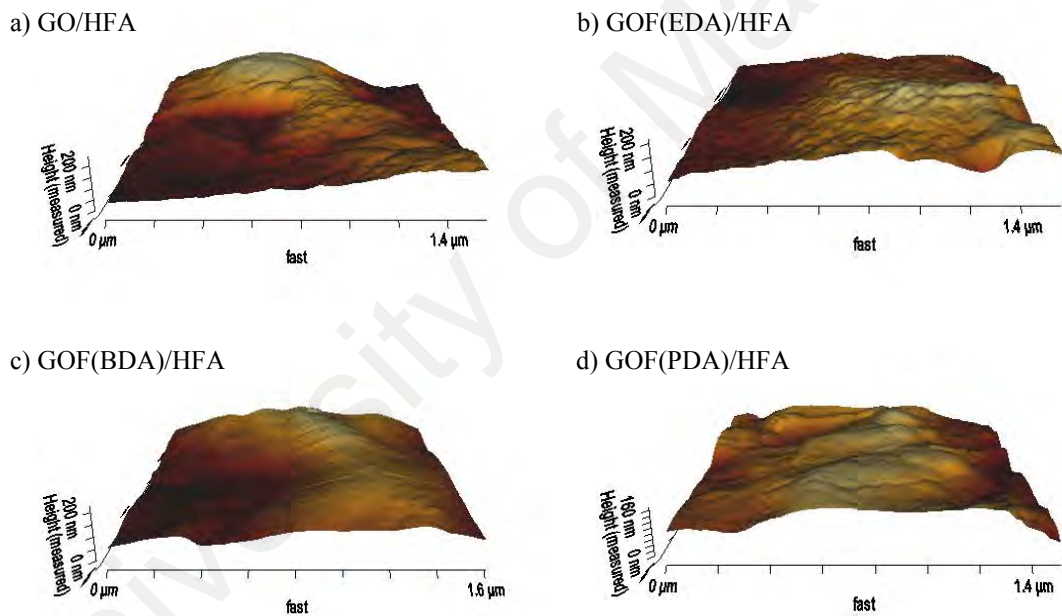 a) GO/HFA
b) GOF(EDA)/HFA
Height (measured)
200 nm
0 nm
0 µm
1.4 µm
fast
Height (measured)
200 nm
0 nm
0 µm
1.4 µm
fast
c) GOF(BDA)/HFA
d) GOF(PDA)/HFA
Height (measured)
200 nm
0 nm
0 µm
1.6 µm
fast
Height (measured)
160 nm
0 nm
0 µm
1.4 µm
fast
University of Ma